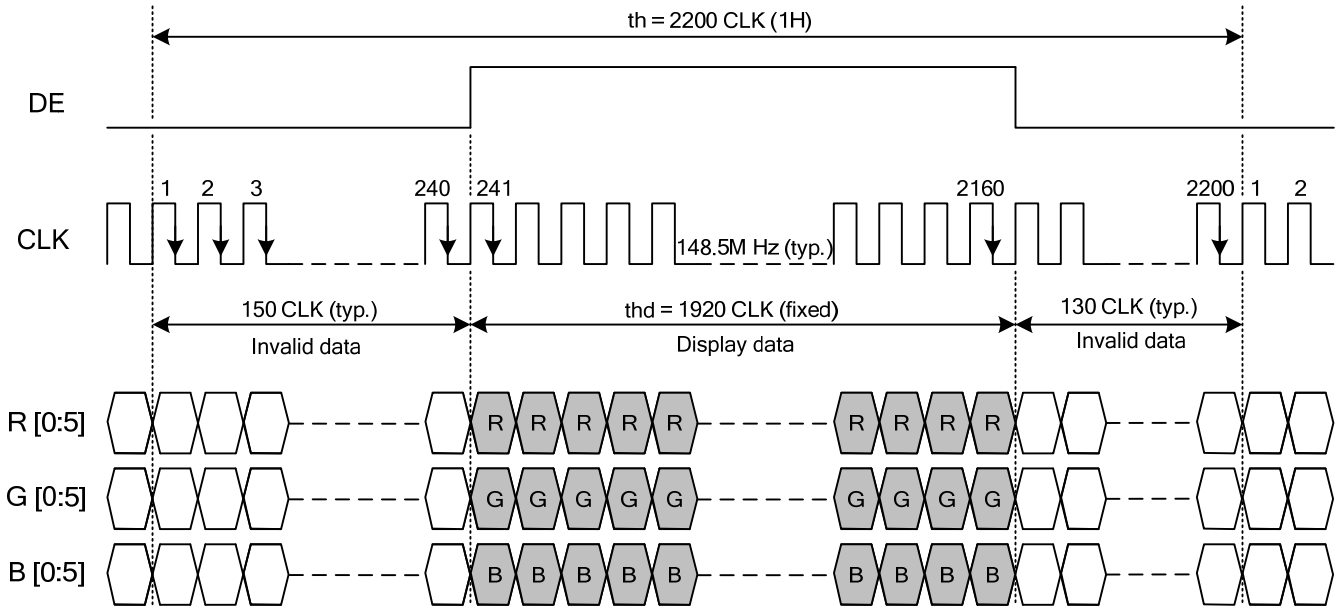 th = 2200 CLK (1H)
DE
1 2 3 240 241 2160 2200 1 2
CLK
148.5M Hz (typ.)
150 CLK (typ.) thd = 1920 CLK (fixed) 130 CLK (typ.)
Invalid data Display data Invalid data
R [0:5] R R R R R R R R R
G [0:5] G G G G G G G G G
B [0:5] B B B B B B B B B